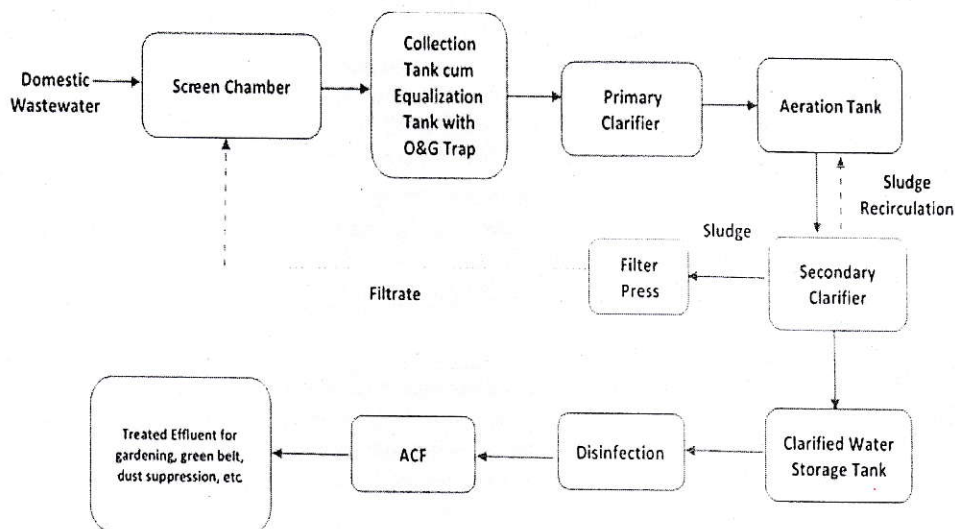 Domestic
Wastewater
Screen Chamber
Collection
Tank cum
Equalization
Tank with
O&G Trap
Primary
Clarifier
Aeration Tank
Sludge
Recirculation
Sludge
Filter
Press
Secondary
Clarifier
Filtrate
Treated Effluent for
gardening, green belt,
dust suppression, etc.
ACF
Disinfection
Clarified Water
Storage Tank